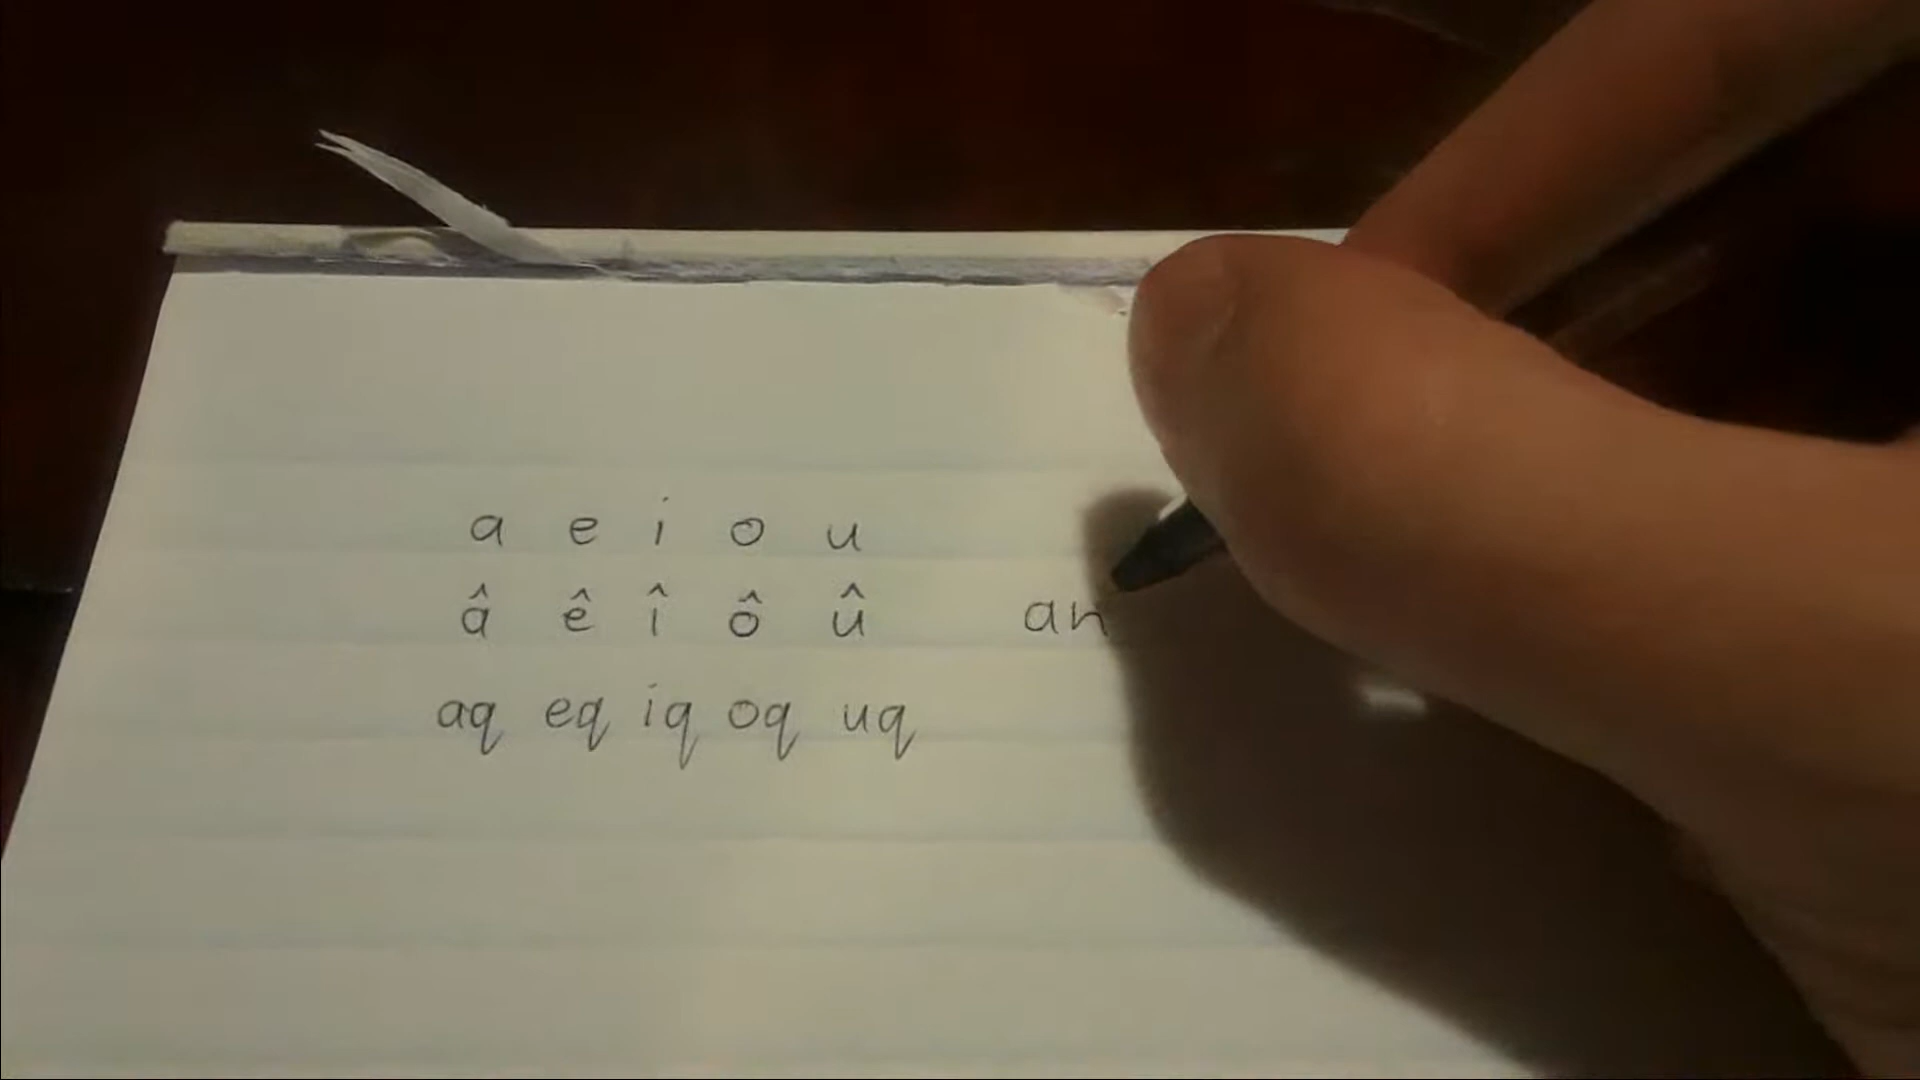 a e i o u
â ê î ô û an
aq eq iq oq uq